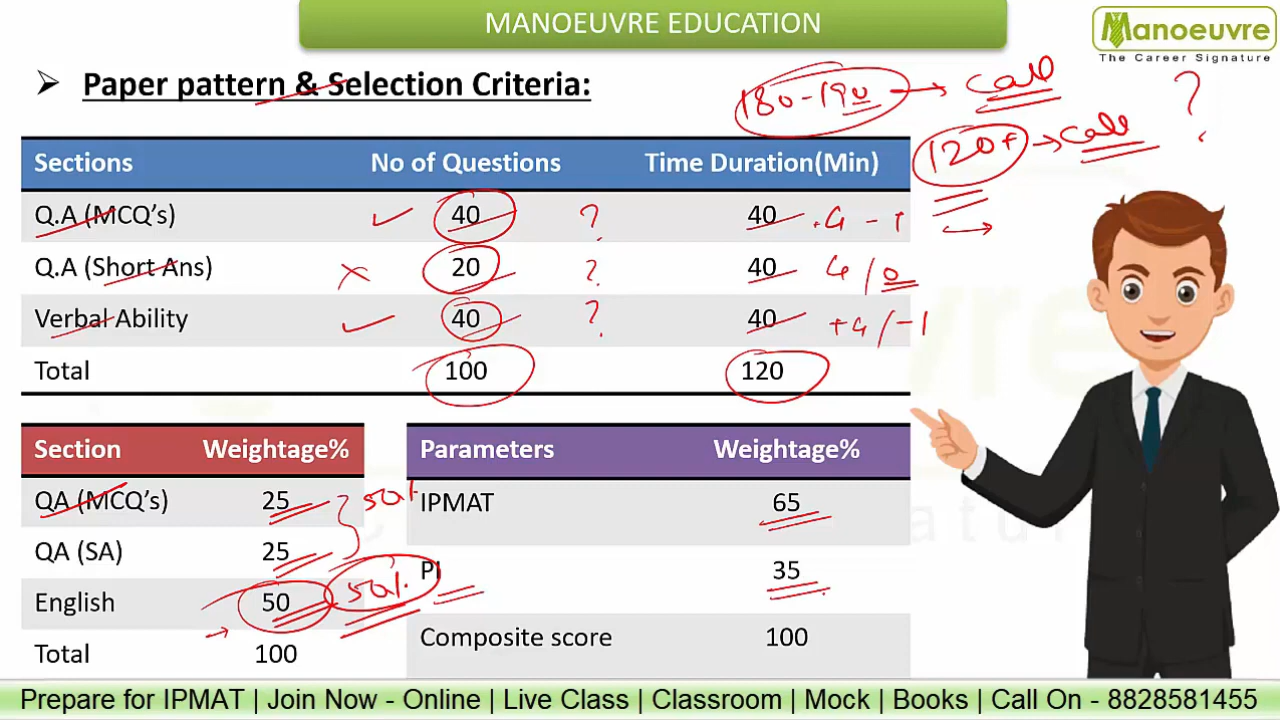 MANOEUVRE EDUCATION
Manoeuvre
The Career Signature
Paper pattern & Selection Criteria:
180-190 → Call ?
120+ → Call
Sections No of Questions Time Duration(Min)
Q.A (MCQ's) 40 ? 40 +4 -1
Q.A (Short Ans) 20 ? 40 4/0
Verbal Ability 40 ? 40 +4/-1
Total 100 120
Section Weightage%
QA (MCQ's) 25 50%
QA (SA) 25
English 50 50%
Total 100
Parameters Weightage%
IPMAT 65
PI 35
Composite score 100
Prepare for IPMAT | Join Now - Online | Live Class | Classroom | Mock | Books | Call On - 8828581455